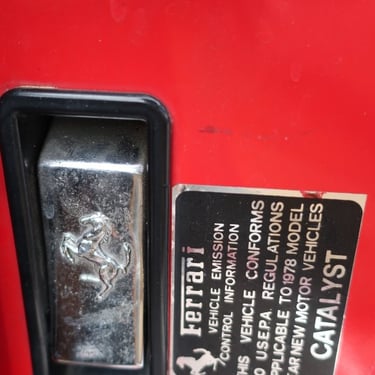 Ferrari
VEHICLE EMISSION
CONTROL INFORMATION
THIS VEHICLE CONFORMS
TO U.S.E.P.A. REGULATIONS
APPLICABLE TO 1978 MODEL
YEAR NEW MOTOR VEHICLES
CATALYST